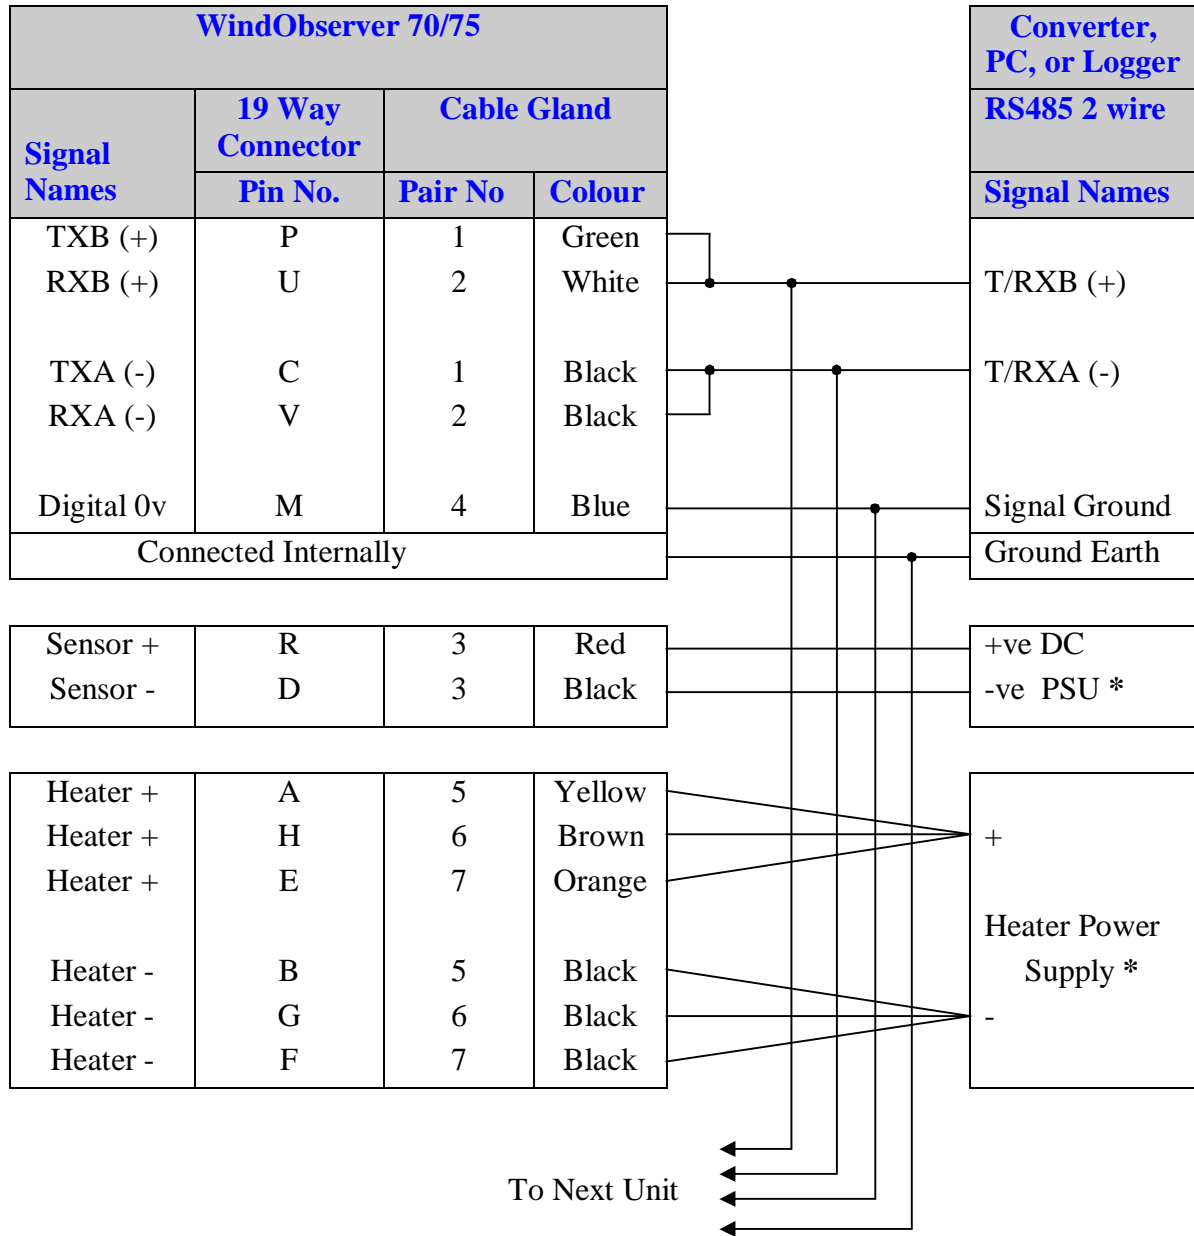 WindObserver 70/75
Converter,
PC, or Logger
Signal
Names
19 Way
Connector
Cable Gland
RS485 2 wire
Pin No.
Pair No
Colour
Signal Names
TXB (+) P 1 Green
RXB (+) U 2 White T/RXB (+)
TXA (-) C 1 Black T/RXA (-)
RXA (-) V 2 Black
Digital 0v M 4 Blue Signal Ground
Connected Internally Ground Earth
Sensor + R 3 Red +ve DC
Sensor - D 3 Black -ve PSU *
Heater + A 5 Yellow
Heater + H 6 Brown +
Heater + E 7 Orange
Heater Power
Heater - B 5 Black Supply *
Heater - G 6 Black -
Heater - F 7 Black
To Next Unit